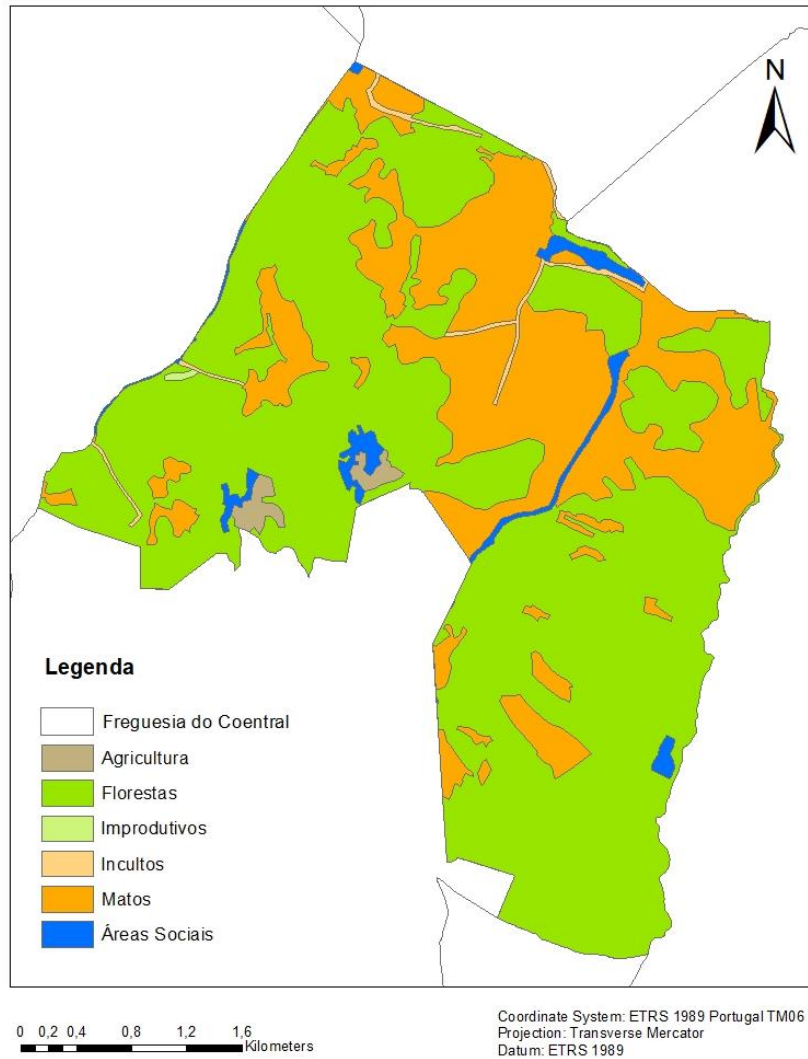 N
Legenda
Freguesia do Coentral
Agricultura
Florestas
Improdutivos
Incultos
Matos
Áreas Sociais
0 0,2 0,4 0,8 1,2 1,6
Kilometers
Coordinate System: ETRS 1989 Portugal TM06
Projection: Transverse Mercator
Datum: ETRS 1989